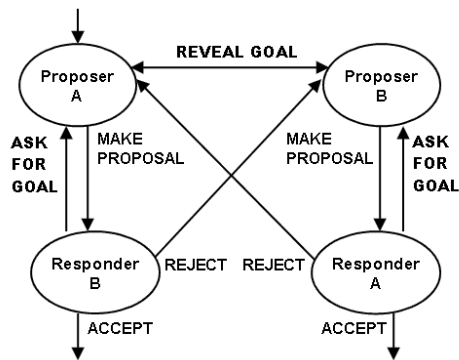 REVEAL GOAL
Proposer
A
Proposer
B
ASK
FOR
GOAL
MAKE
PROPOSAL
MAKE
PROPOSAL
ASK
FOR
GOAL
Responder
B
REJECT
REJECT
Responder
A
ACCEPT
ACCEPT